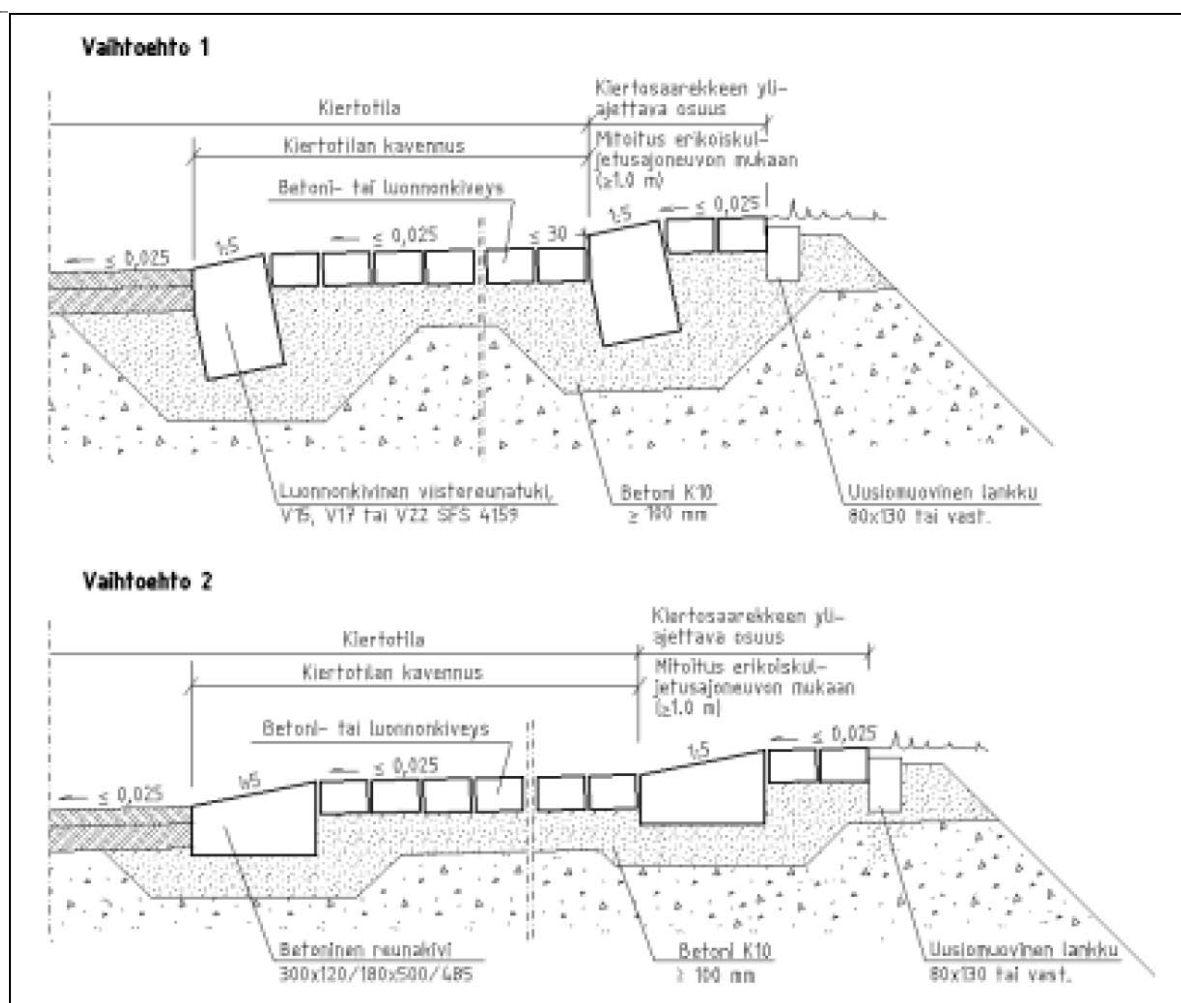 Vaihtoehto 1
Kiertosaarekkeen yli-
ajettava osuus
Kiertotila
Mitoitus erikoiskul-
jetusajoneuvon mukaan
(≥1.0 m)
Kiertotilan kavennus
Betoni- tai luonnonkiveys
≤ 0,025
1:5
≤ 0,025
≤ 30
1:5
≤ 0,025
Luonnonkivinen viistereunatuki,
V15, V17 tai V22 SFS 4159
Betoni K10
≥ 100 mm
Uusiomuovinen lankku
80x130 tai vast.
Vaihtoehto 2
Kiertosaarekkeen yli-
ajettava osuus
Kiertotila
Mitoitus erikoiskul-
jetusajoneuvon mukaan
(≥1.0 m)
Kiertotilan kavennus
Betoni- tai luonnonkiveys
≤ 0,025
1:5
≤ 0,025
1:5
≤ 0,025
Betoninen reunakivi
300x120/180x500/485
Betoni K10
≥ 100 mm
Uusiomuovinen lankku
80x130 tai vast.